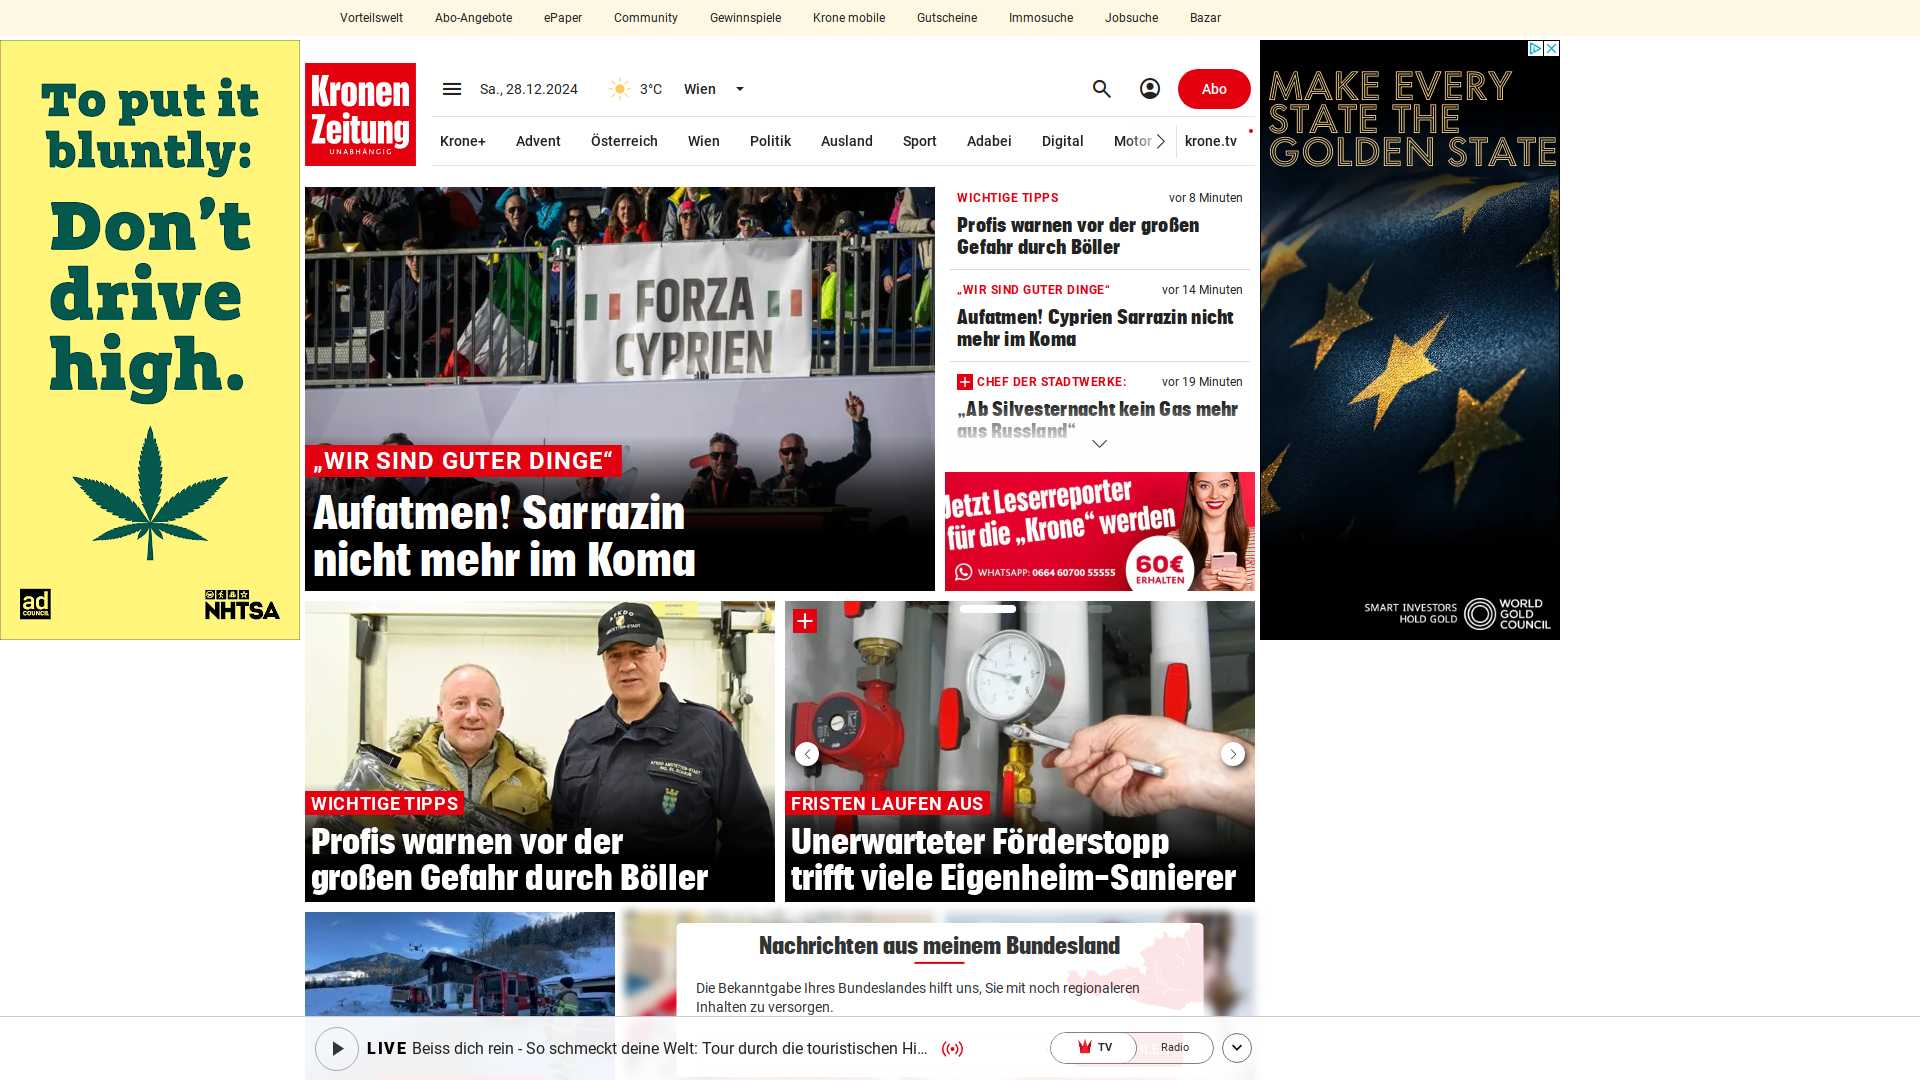 Vorteilswelt Abo-Angebote ePaper Community Gewinnspiele Krone mobile Gutscheine Immosuche Jobsuche Bazar
To put it
bluntly:
Don't
drive
high.
ad
COUNCIL
NHTSA
Kronen
Zeitung
UNABHÄNGIG
Sa., 28.12.2024 3°C Wien
Abo
Krone+ Advent Österreich Wien Politik Ausland Sport Adabei Digital Motor krone.tv
FORZA
CYPRIEN
„WIR SIND GUTER DINGE“
Aufatmen! Sarrazin
nicht mehr im Koma
WICHTIGE TIPPS vor 8 Minuten
Profis warnen vor der großen
Gefahr durch Böller
„WIR SIND GUTER DINGE“ vor 14 Minuten
Aufatmen! Cyprien Sarrazin nicht
mehr im Koma
CHEF DER STADTWERKE: vor 19 Minuten
„Ab Silvesternacht kein Gas mehr
aus Russland“
Jetzt Leserreporter
für die „Krone“ werden
WHATSAPP: 0664 60700 55555
60€
ERHALTEN
MAKE EVERY
STATE THE
GOLDEN STATE
SMART INVESTORS
HOLD GOLD
WORLD
GOLD
COUNCIL
WICHTIGE TIPPS
Profis warnen vor der
großen Gefahr durch Böller
FRISTEN LAUFEN AUS
Unerwarteter Förderstopp
trifft viele Eigenheim-Sanierer
Nachrichten aus meinem Bundesland
Die Bekanntgabe Ihres Bundeslandes hilft uns, Sie mit noch regionaleren
Inhalten zu versorgen.
LIVE Beiss dich rein - So schmeckt deine Welt: Tour durch die touristischen Hi...
TV Radio